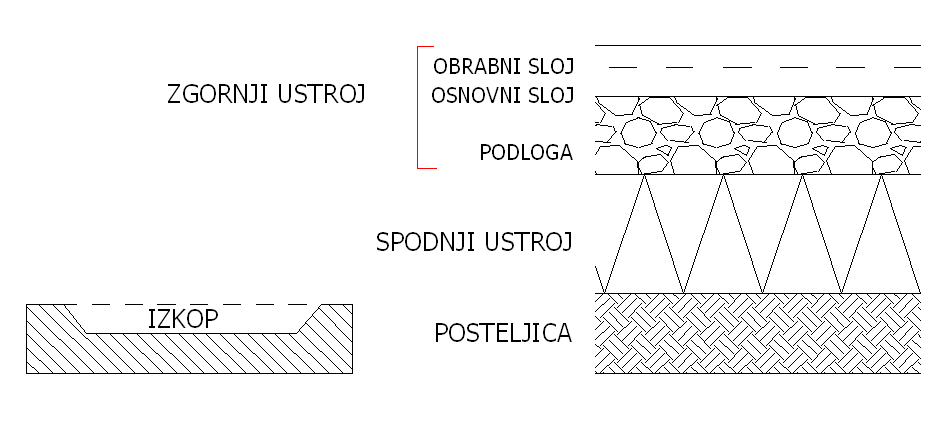 OBRABNI SLOJ
ZGORNJI USTROJ
OSNOVNI SLOJ
PODLOGA
SPODNJI USTROJ
IZKOP
POSTELJICA